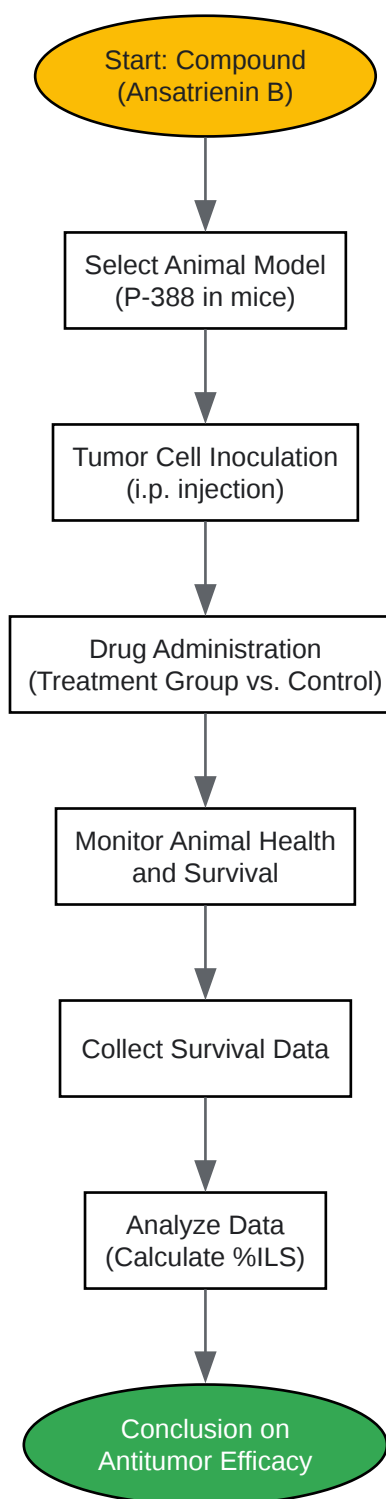 Start: Compound
(Ansatrienin B)
Select Animal Model
(P-388 in mice)
Tumor Cell Inoculation
(i.p. injection)
Drug Administration
(Treatment Group vs. Control)
Monitor Animal Health
and Survival
Collect Survival Data
Analyze Data
(Calculate %ILS)
Conclusion on
Antitumor Efficacy